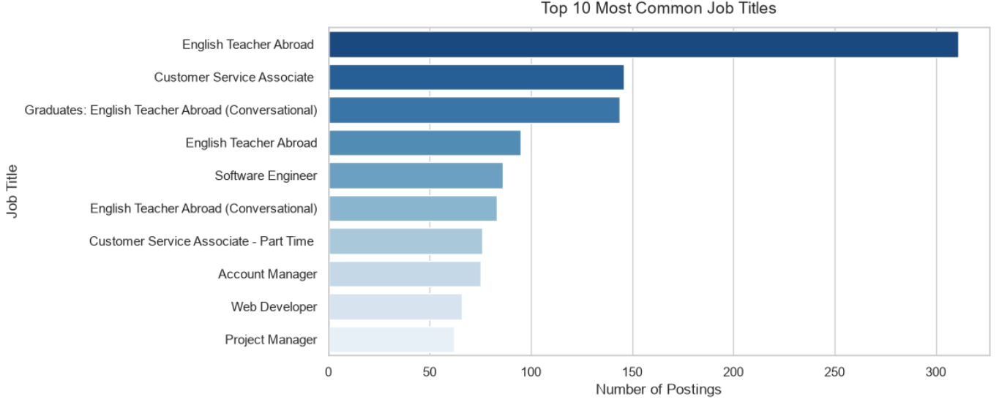 Top 10 Most Common Job Titles
English Teacher Abroad
Customer Service Associate
Graduates: English Teacher Abroad (Conversational)
English Teacher Abroad
Software Engineer
English Teacher Abroad (Conversational)
Customer Service Associate - Part Time
Account Manager
Web Developer
Project Manager
Job Title
0 50 100 150 200 250 300
Number of Postings